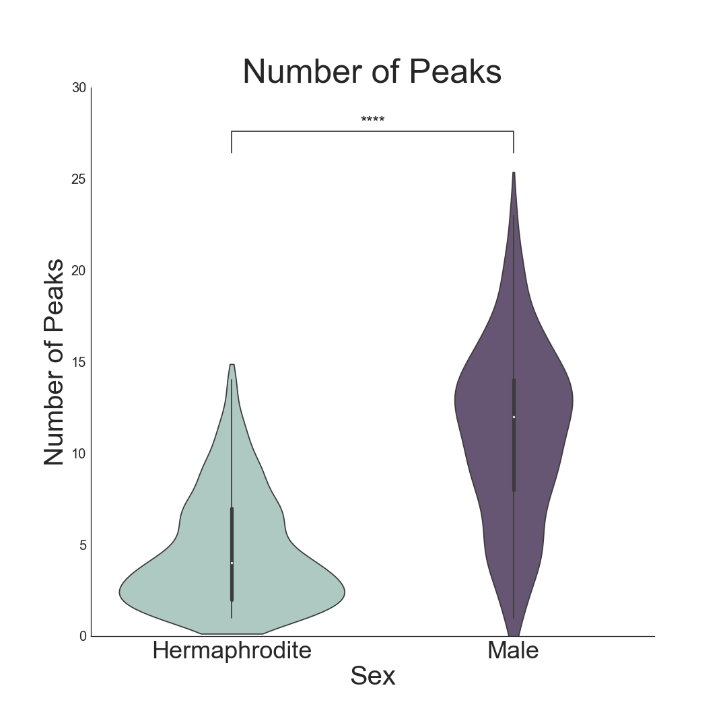 Number of Peaks
30
****
25
20
15
10
5
0
Number of Peaks
Hermaphrodite
Male
Sex